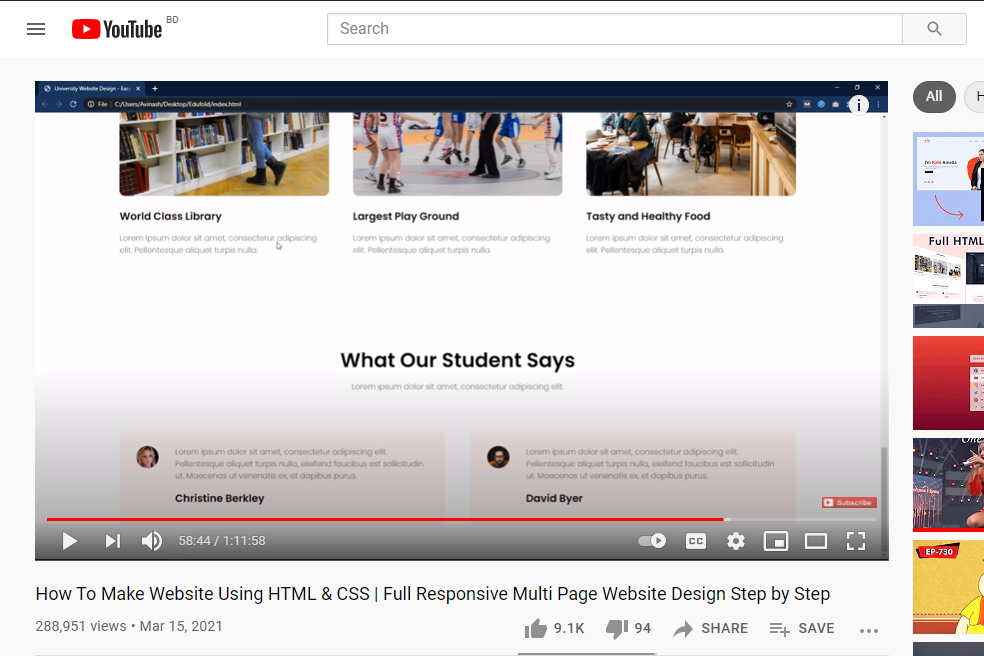 YouTube BD
Search
University Website Design - Eas
File | C:/Users/Avinash/Desktop/Edufold/index.html
World Class Library
Lorem ipsum dolor sit amet, consectetur adipiscing
elit. Pellentesque aliquet turpis nulla.
Largest Play Ground
Lorem ipsum dolor sit amet, consectetur adipiscing
elit. Pellentesque aliquet turpis nulla.
Tasty and Healthy Food
Lorem ipsum dolor sit amet, consectetur adipiscing
elit. Pellentesque aliquet turpis nulla.
What Our Student Says
Lorem ipsum dolor sit amet, consectetur adipiscing elit.
Lorem ipsum dolor sit amet, consectetur adipiscing elit.
Pellentesque aliquet turpis nulla, eleifend faucibus est sollicitudin
ut. Maecenas ut venenatis ex, et dapibus purus.
Christine Berkley
Lorem ipsum dolor sit amet, consectetur adipiscing elit.
Pellentesque aliquet turpis nulla, eleifend faucibus est sollicitudin
ut. Maecenas ut venenatis ex, et dapibus purus.
David Byer
Subscribe
58:44 / 1:11:58
CC
How To Make Website Using HTML & CSS | Full Responsive Multi Page Website Design Step by Step
288,951 views • Mar 15, 2021
9.1K
94
SHARE
SAVE
All
H
I'm Kate Amelia
Full HTML
One
EP-730